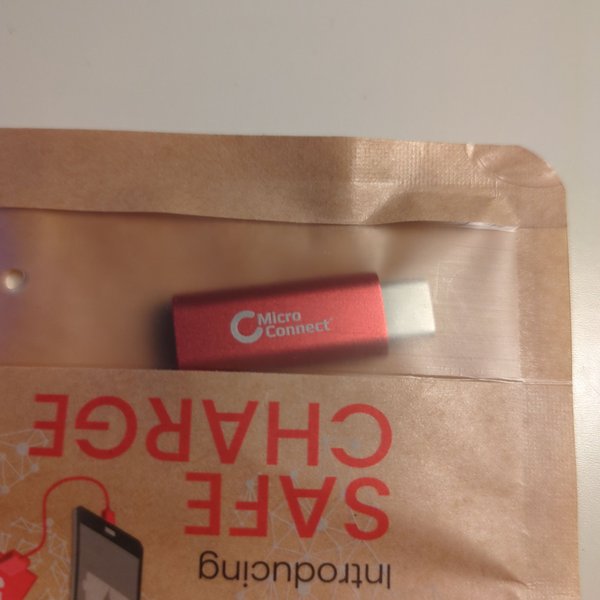 Micro
Connect
Introducing
SAFE
CHARGE